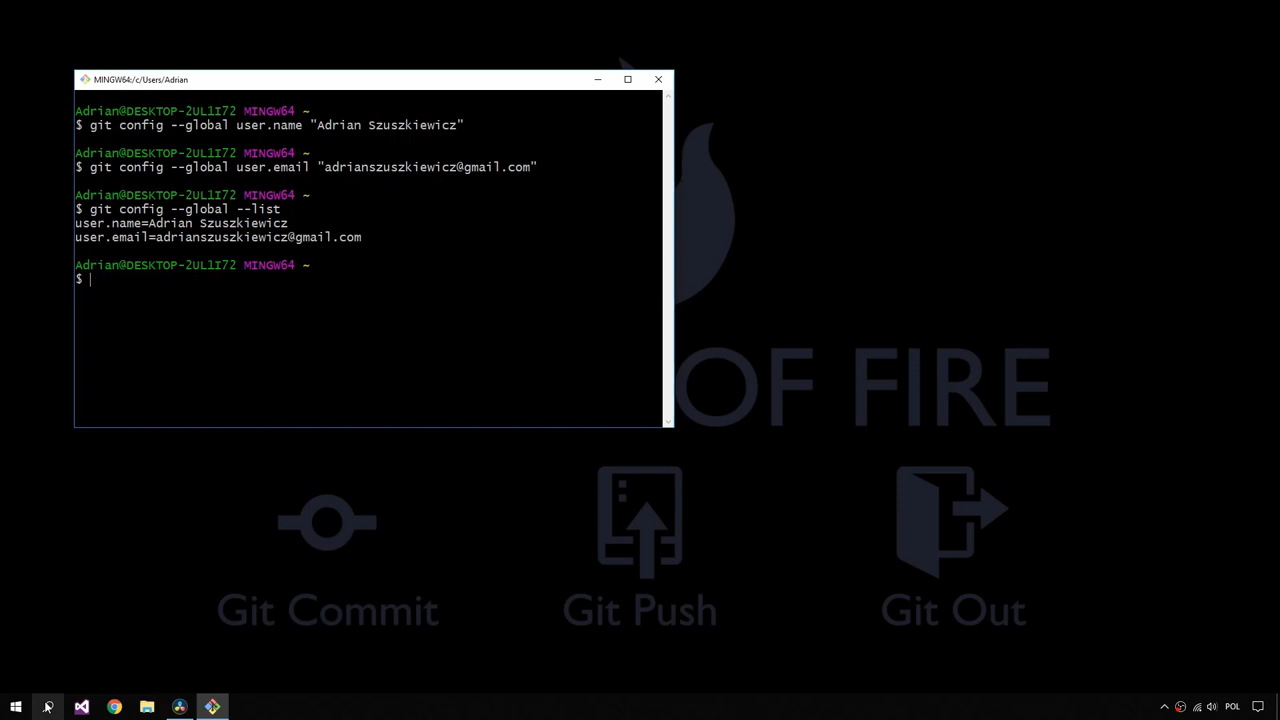 MINGW64:/c/Users/Adrian
Adrian@DESKTOP-2UL1I72 MINGW64 ~
$ git config --global user.name "Adrian Szuszkiewicz"
Adrian@DESKTOP-2UL1I72 MINGW64 ~
$ git config --global user.email "adrianszuszkiewicz@gmail.com"
Adrian@DESKTOP-2UL1I72 MINGW64 ~
$ git config --global --list
user.name=Adrian Szuszkiewicz
user.email=adrianszuszkiewicz@gmail.com
Adrian@DESKTOP-2UL1I72 MINGW64 ~
$
OF FIRE
Git Commit
Git Push
Git Out
POL